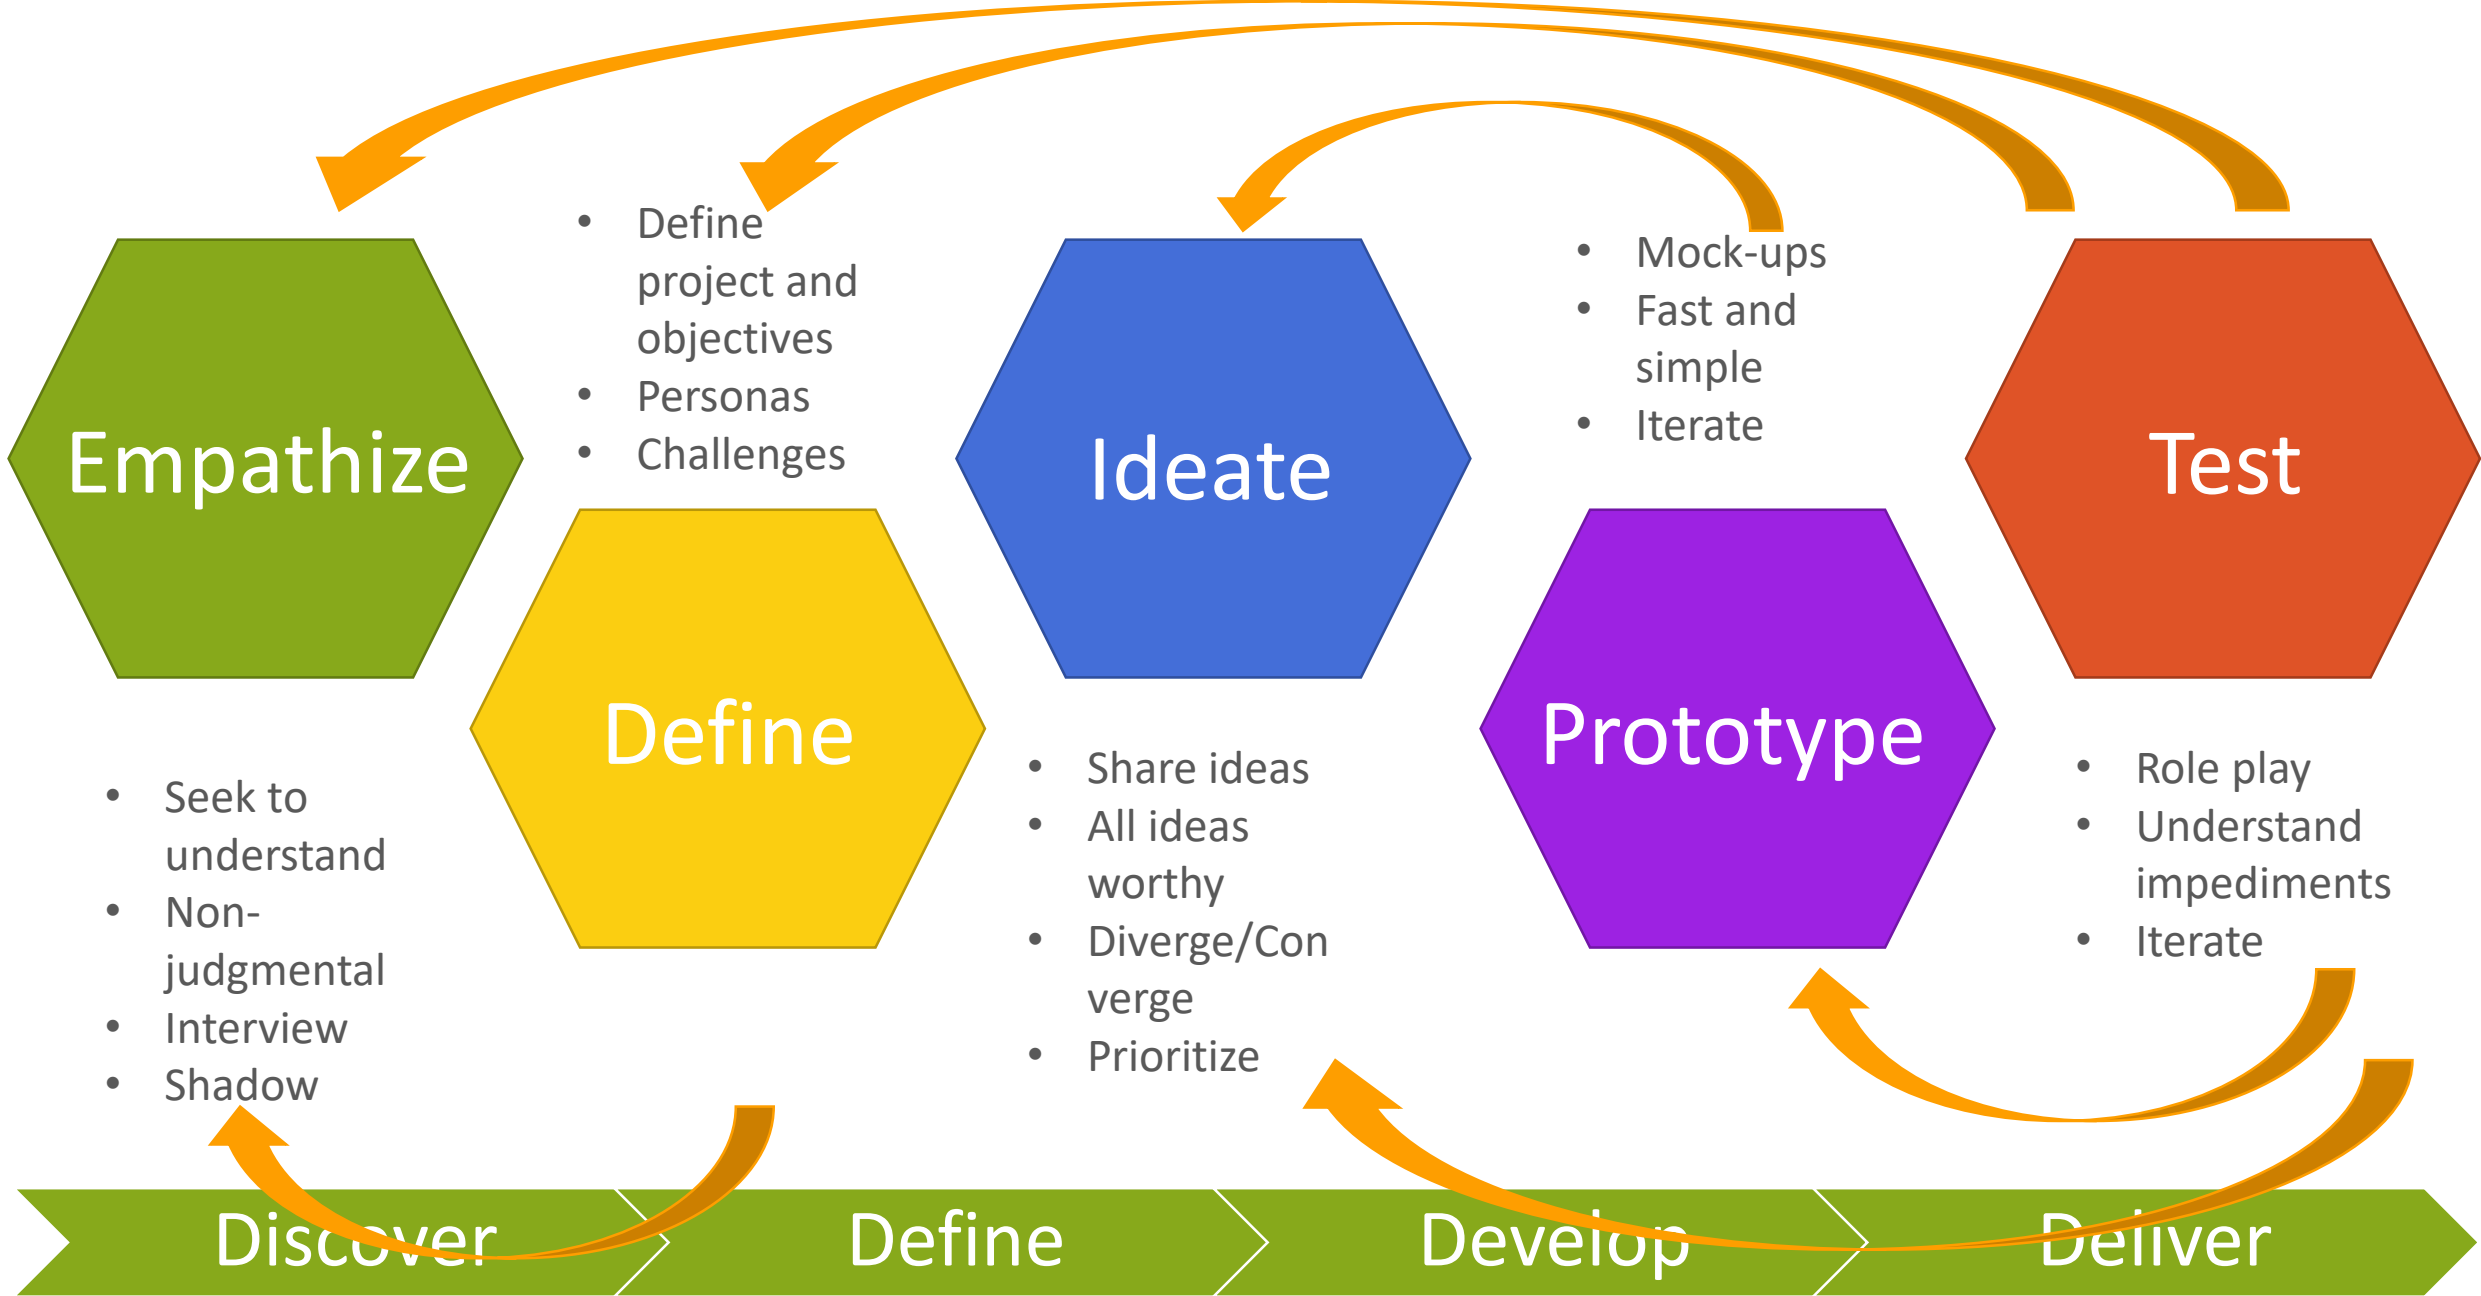 Empathize
• Seek to
understand
• Non-
judgmental
• Interview
• Shadow
• Define
project and
objectives
• Personas
• Challenges
Define
Ideate
• Share ideas
• All ideas
worthy
• Diverge/Con
verge
• Prioritize
• Mock-ups
• Fast and
simple
• Iterate
Prototype
Test
• Role play
• Understand
impediments
• Iterate
Discover
Define
Develop
Deliver